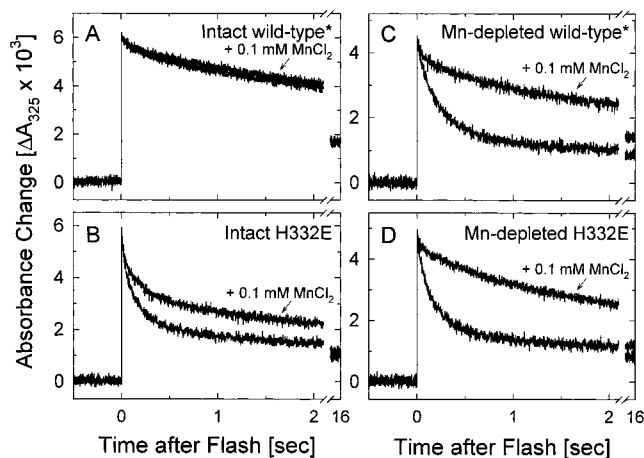 A
Intact wild-type*
+ 0.1 mM MnCl2
6
4
2
0
C
Mn-depleted wild-type*
+ 0.1 mM MnCl2
6
4
2
0
B
Intact H332E
+ 0.1 mM MnCl2
6
4
2
0
D
Mn-depleted H332E
+ 0.1 mM MnCl2
4
2
0
Absorbance Change [ΔA325 x 10³]
0 1 2 16
0 1 2 16
Time after Flash [sec]
Time after Flash [sec]